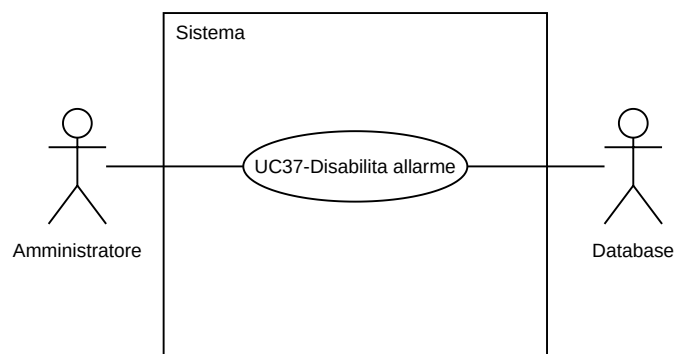 Sistema
UC37-Disabilita allarme
Amministratore
Database